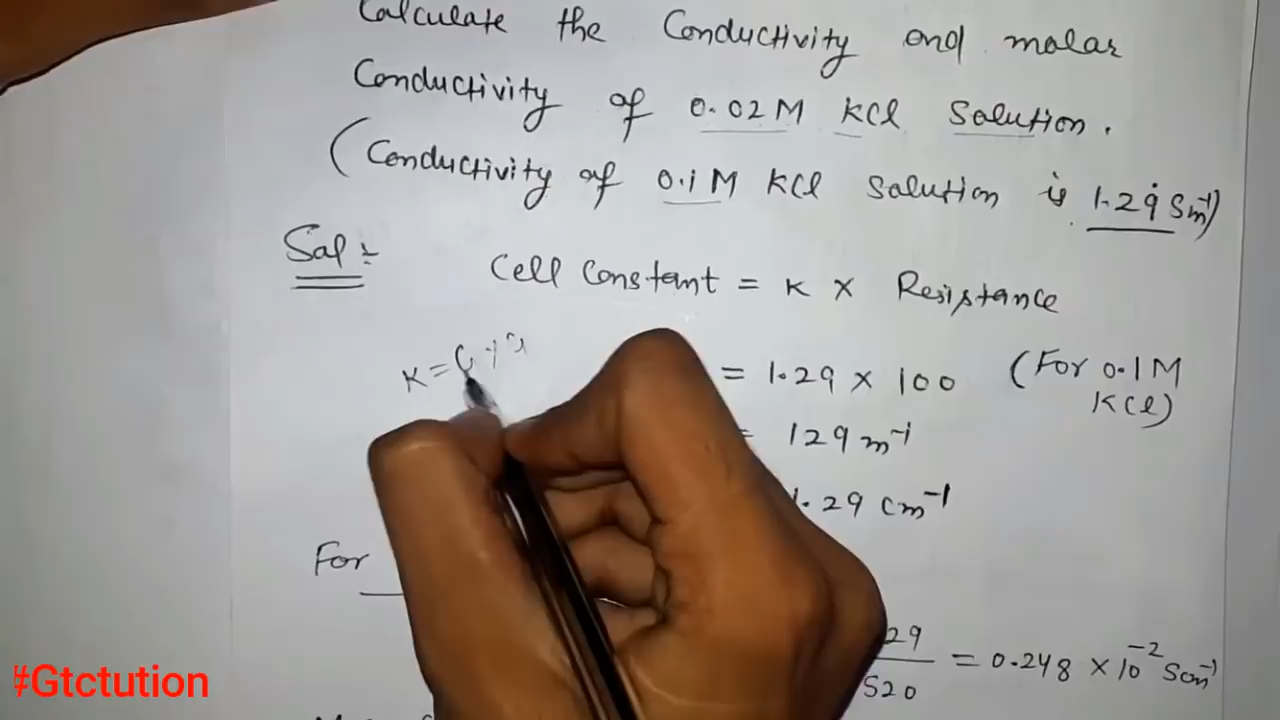 Calculate the Conductivity and molar
Conductivity of 0.02M KCl Solution.
(Conductivity of 0.1M KCl Solution is 1.29 Sm⁻¹)
Sol :-
Cell Constant = K × Resistance
K =
= 1.29 × 100 (For 0.1M KCl)
= 129 m⁻¹
1.29 cm⁻¹
For
29
520
= 0.248 × 10⁻² Scm⁻¹
#Gtctution